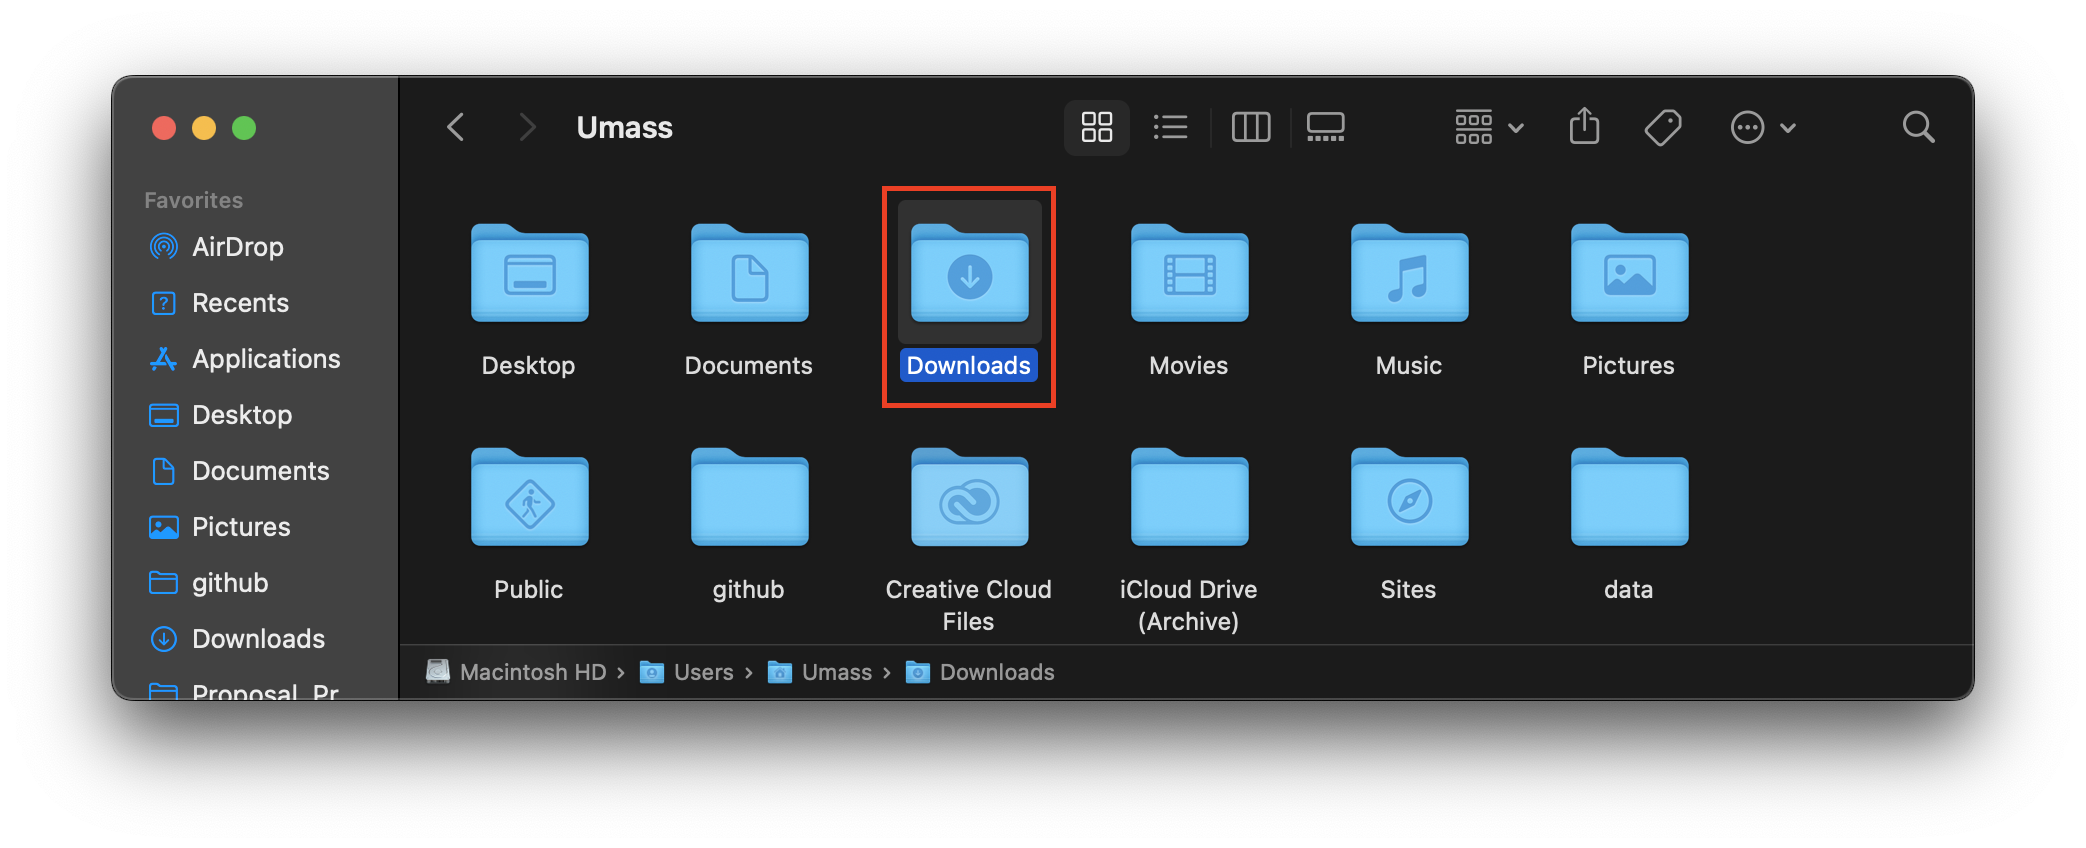 Umass
Favorites
AirDrop
Recents
Applications
Desktop
Documents
Pictures
github
Downloads
Proposal_Pr
Desktop
Documents
Downloads
Movies
Music
Pictures
Public
github
Creative Cloud
Files
iCloud Drive
(Archive)
Sites
data
Macintosh HD › Users › Umass › Downloads